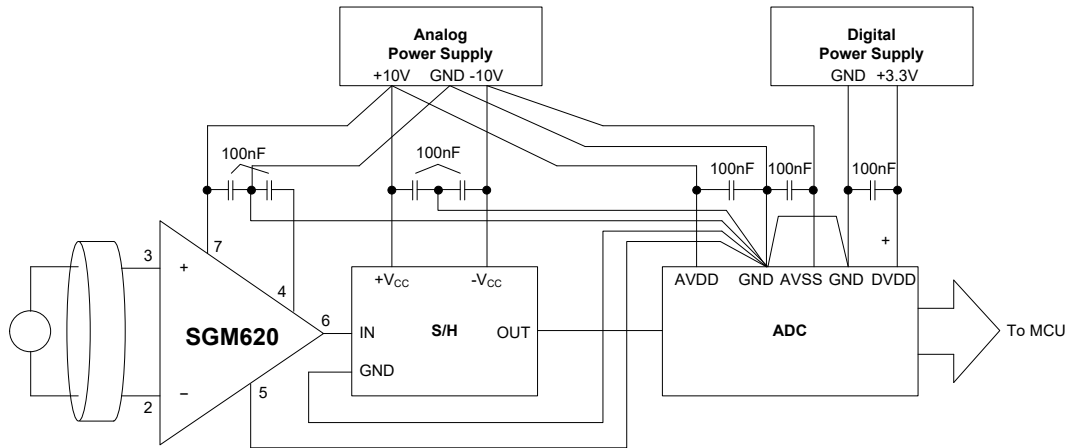 Analog
Power Supply
+10V GND -10V
Digital
Power Supply
GND +3.3V
100nF
100nF
100nF
100nF
100nF
7
3
+
4
+
+VCC
-VCC
AVDD
GND
AVSS
GND
DVDD
SGM620
6
IN
S/H
OUT
ADC
To MCU
GND
−
2
5